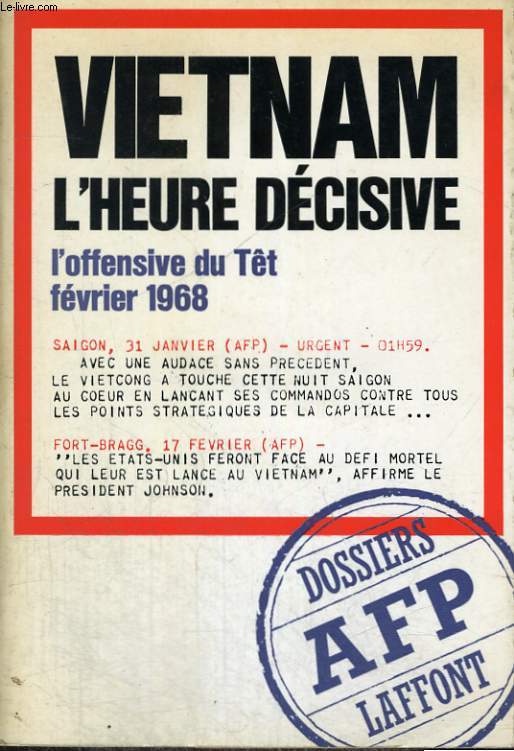 Le-livre.com
VIETNAM
L'HEURE DÉCISIVE
l'offensive du Têt
février 1968
SAIGON, 31 JANVIER (AFP) - URGENT - 01H59.
AVEC UNE AUDACE SANS PRECEDENT,
LE VIETCONG A TOUCHE CETTE NUIT SAIGON
AU COEUR EN LANCANT SES COMMANDOS CONTRE TOUS
LES POINTS STRATEGIQUES DE LA CAPITALE ...
FORT-BRAGG, 17 FEVRIER (AFP) -
''LES ETATS-UNIS FERONT FACE AU DEFI MORTEL
QUI LEUR EST LANCE AU VIETNAM'', AFFIRME LE
PRESIDENT JOHNSON.
DOSSIERS
AFP
LAFFONT